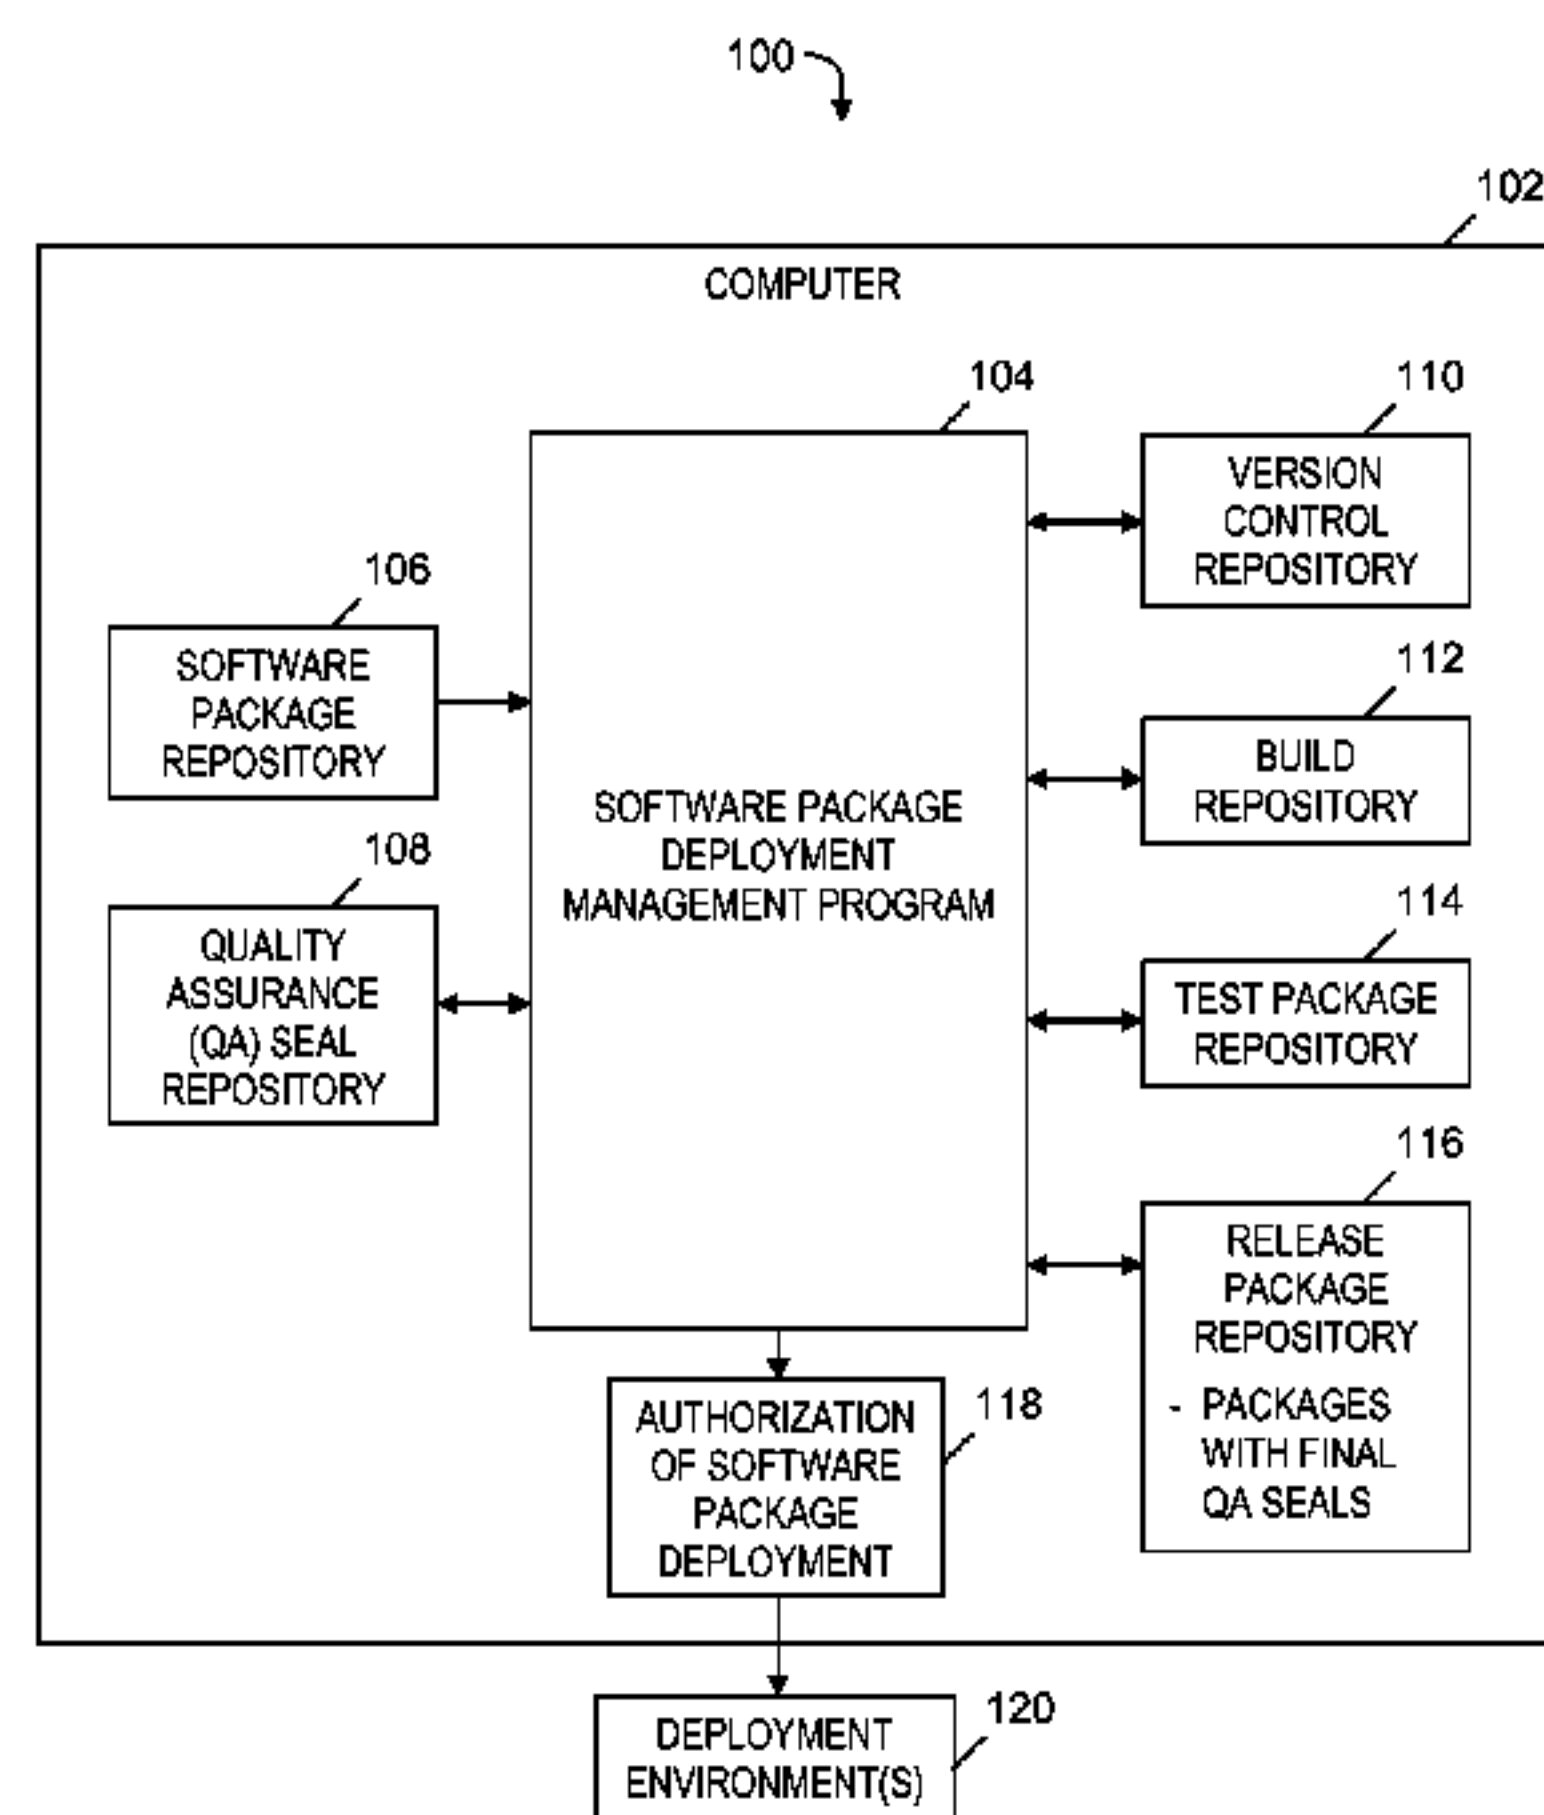 100
102
COMPUTER
104
110
VERSION
CONTROL
REPOSITORY
106
SOFTWARE
PACKAGE
REPOSITORY
112
BUILD
REPOSITORY
SOFTWARE PACKAGE
DEPLOYMENT
MANAGEMENT PROGRAM
108
QUALITY
ASSURANCE
(QA) SEAL
REPOSITORY
114
TEST PACKAGE
REPOSITORY
116
RELEASE
PACKAGE
REPOSITORY
- PACKAGES
WITH FINAL
QA SEALS
118
AUTHORIZATION
OF SOFTWARE
PACKAGE
DEPLOYMENT
120
DEPLOYMENT
ENVIRONMENT(S)